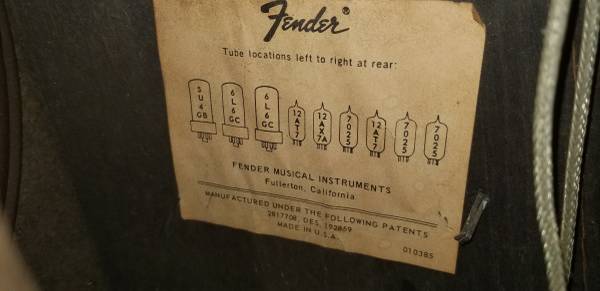 Fender®
Tube locations left to right at rear:
5U4GB 6L6GC 6L6GC 12AT7 12AX7A 7025 12AT7 7025 7025
FENDER MUSICAL INSTRUMENTS
Fullerton, California
MANUFACTURED UNDER THE FOLLOWING PATENTS
2817708, DES. 192859
MADE IN U.S.A.
010385